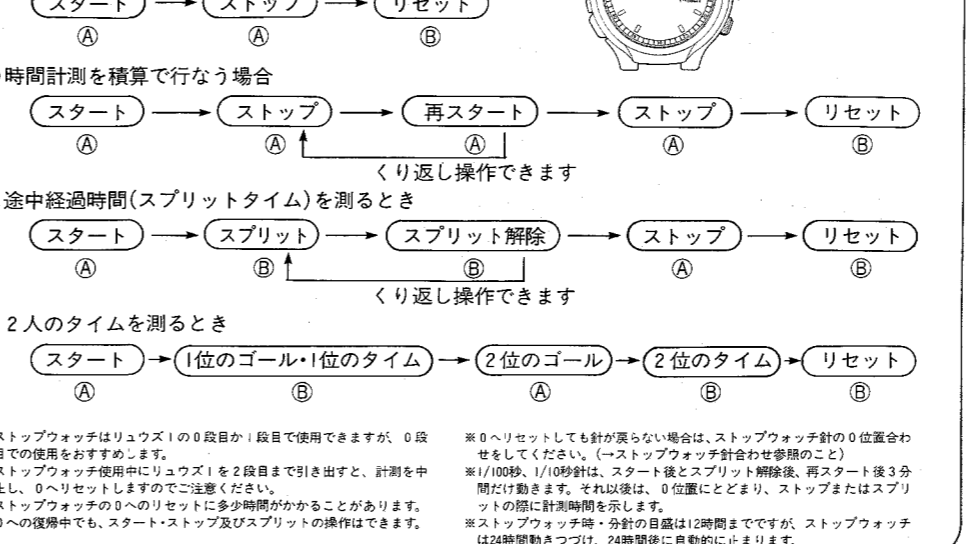 スタート → ストップ → リセット
Ⓐ Ⓐ Ⓑ
時間計測を積算で行なう場合
スタート → ストップ → 再スタート → ストップ → リセット
Ⓐ Ⓐ Ⓐ Ⓐ Ⓑ
くり返し操作できます
途中経過時間(スプリットタイム)を測るとき
スタート → スプリット → スプリット解除 → ストップ → リセット
Ⓐ Ⓑ Ⓑ Ⓐ Ⓑ
くり返し操作できます
2人のタイムを測るとき
スタート → 1位のゴール・1位のタイム → 2位のゴール → 2位のタイム → リセット
Ⓐ Ⓑ Ⓐ Ⓑ Ⓑ
ストップウォッチはリュウズ1の0段目か1段目で使用できますが、0段
目での使用をおすすめします。
ストップウォッチ使用中にリュウズ1を2段目まで引き出すと、計測を中
止し、0へリセットしますのでご注意ください。
ストップウォッチの0へのリセットに多少時間がかかることがあります。
0への復帰中でも、スタート・ストップ及びスプリットの操作はできます。
※0へリセットしても針が戻らない場合は、ストップウォッチ針の0位置合わ
せをしてください。(→ストップウォッチ針合わせ参照のこと)
※1/100秒、1/10秒針は、スタート後とスプリット解除後、再スタート後3分
間だけ動きます。それ以後は、0位置にとどまり、ストップまたはスプリ
ットの際に計測時間を示します。
※ストップウォッチ時・分針の目盛は12時間までですが、ストップウォッチ
は24時間動きつづけ、24時間後に自動的に止まります。